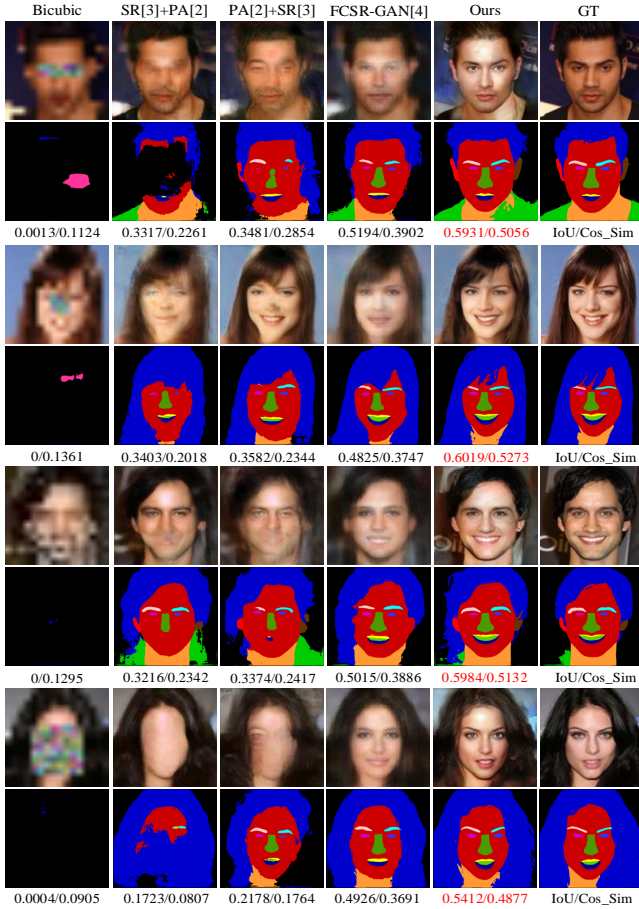 Bicubic SR[3]+PA[2] PA[2]+SR[3] FCSR-GAN[4] Ours GT
0.0013/0.1124 0.3317/0.2261 0.3481/0.2854 0.5194/0.3902 0.5931/0.5056 IoU/Cos_Sim
0/0.1361 0.3403/0.2018 0.3582/0.2344 0.4825/0.3747 0.6019/0.5273 IoU/Cos_Sim
0/0.1295 0.3216/0.2342 0.3374/0.2417 0.5015/0.3886 0.5984/0.5132 IoU/Cos_Sim
0.0004/0.0905 0.1723/0.0807 0.2178/0.1764 0.4926/0.3691 0.5412/0.4877 IoU/Cos_Sim